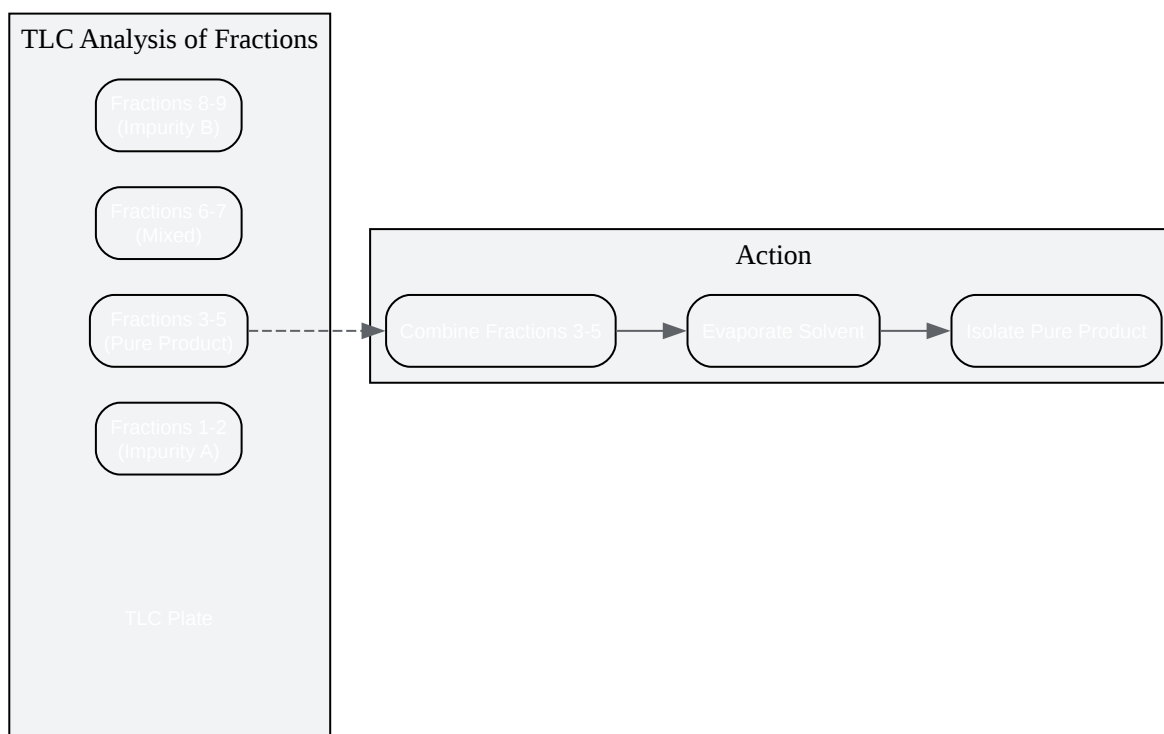 TLC Analysis of Fractions
Fractions 8-9
(Impurity B)
Fractions 6-7
(Mixed)
Fractions 3-5
(Pure Product)
Fractions 1-2
(Impurity A)
TLC Plate
Action
Combine Fractions 3-5
Evaporate Solvent
Isolate Pure Product